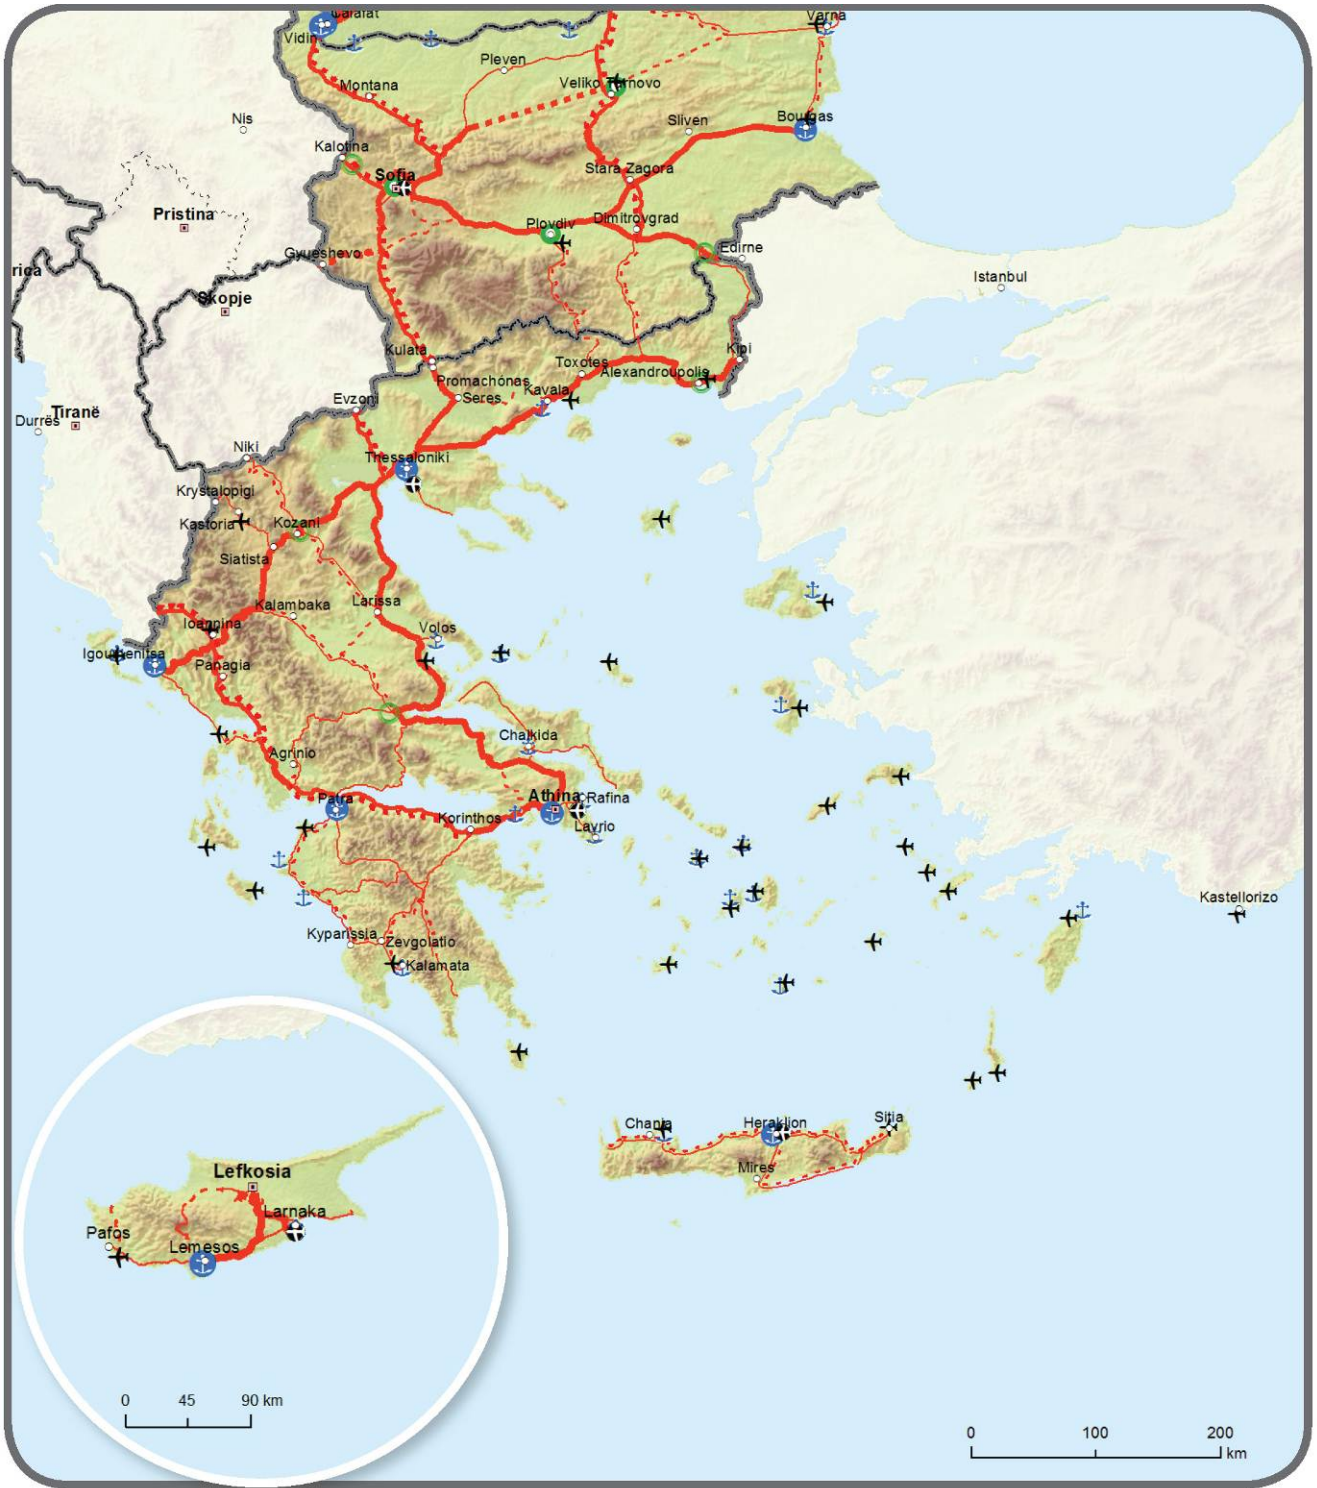 Calafat
Varna
Vidin
Pleven
Montana
Veliko Tarnovo
Nis
Sliven
Bourgas
Kalotina
Sofia
Stara Zagora
Pristina
Plovdiv
Dimitrovgrad
Gyueshevo
Edirne
rica
Istanbul
Skopje
Kulata
Kipi
Toxotes
Alexandroupolis
Promachónas
Kavala
Seres
Evzoni
Tiranë
Durrës
Niki
Thessaloniki
Krystalopigi
Kastoria
Kozani
Siatista
Kalambaka
Larissa
Ioannina
Volos
Igoumenitsa
Panagia
Chalkida
Agrinio
Athina
Rafina
Patra
Korinthos
Lavrio
Kastellorizo
Kyparissia
Zevgolatio
Kalamata
Chania
Heraklion
Sitia
Mires
Lefkosia
Larnaka
Pafos
Lemesos
0 45 90 km
0 100 200
km